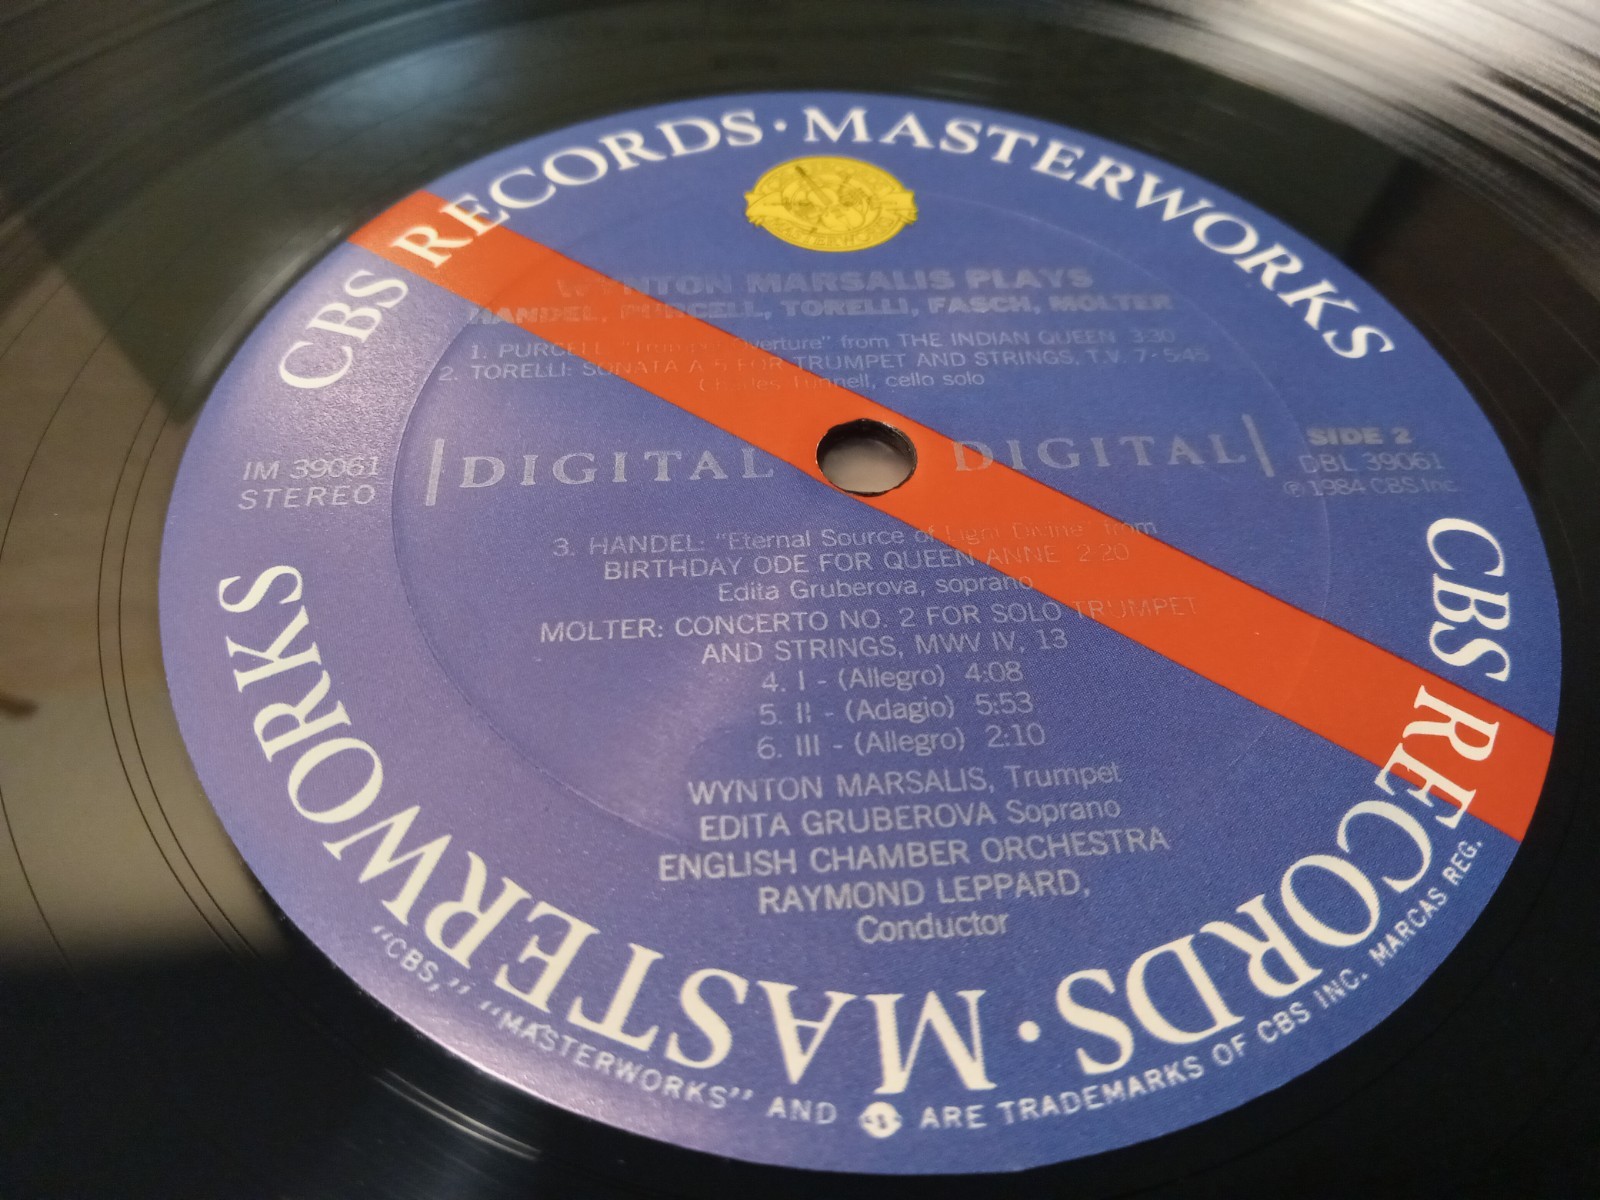 CBS RECORDS · MASTERWORKS
MASTERWORKS
WYNTON MARSALIS PLAYS
HANDEL, PURCELL, TORELLI, FASCH, MOLTER
1. PURCELL: "Trumpet Overture" from THE INDIAN QUEEN 3:30
2. TORELLI: SONATA A 5 FOR TRUMPET AND STRINGS, T.V. 7 - 5:45
Charles Tunnell, cello solo
IM 39061
STEREO
DIGITAL
DIGITAL
SIDE 2
DBL 39061
℗ 1984 CBS Inc.
3. HANDEL: "Eternal Source of Light Divine" from
BIRTHDAY ODE FOR QUEEN ANNE 2:20
Edita Gruberova, soprano
MOLTER: CONCERTO NO. 2 FOR SOLO TRUMPET
AND STRINGS, MWV IV, 13
4. I - (Allegro) 4:08
5. II - (Adagio) 5:53
6. III - (Allegro) 2:10
WYNTON MARSALIS, Trumpet
EDITA GRUBEROVA Soprano
ENGLISH CHAMBER ORCHESTRA
RAYMOND LEPPARD,
Conductor
CBS RECORDS · MASTERWORKS
"CBS," "MASTERWORKS" AND ARE TRADEMARKS OF CBS INC. MARCAS REG.